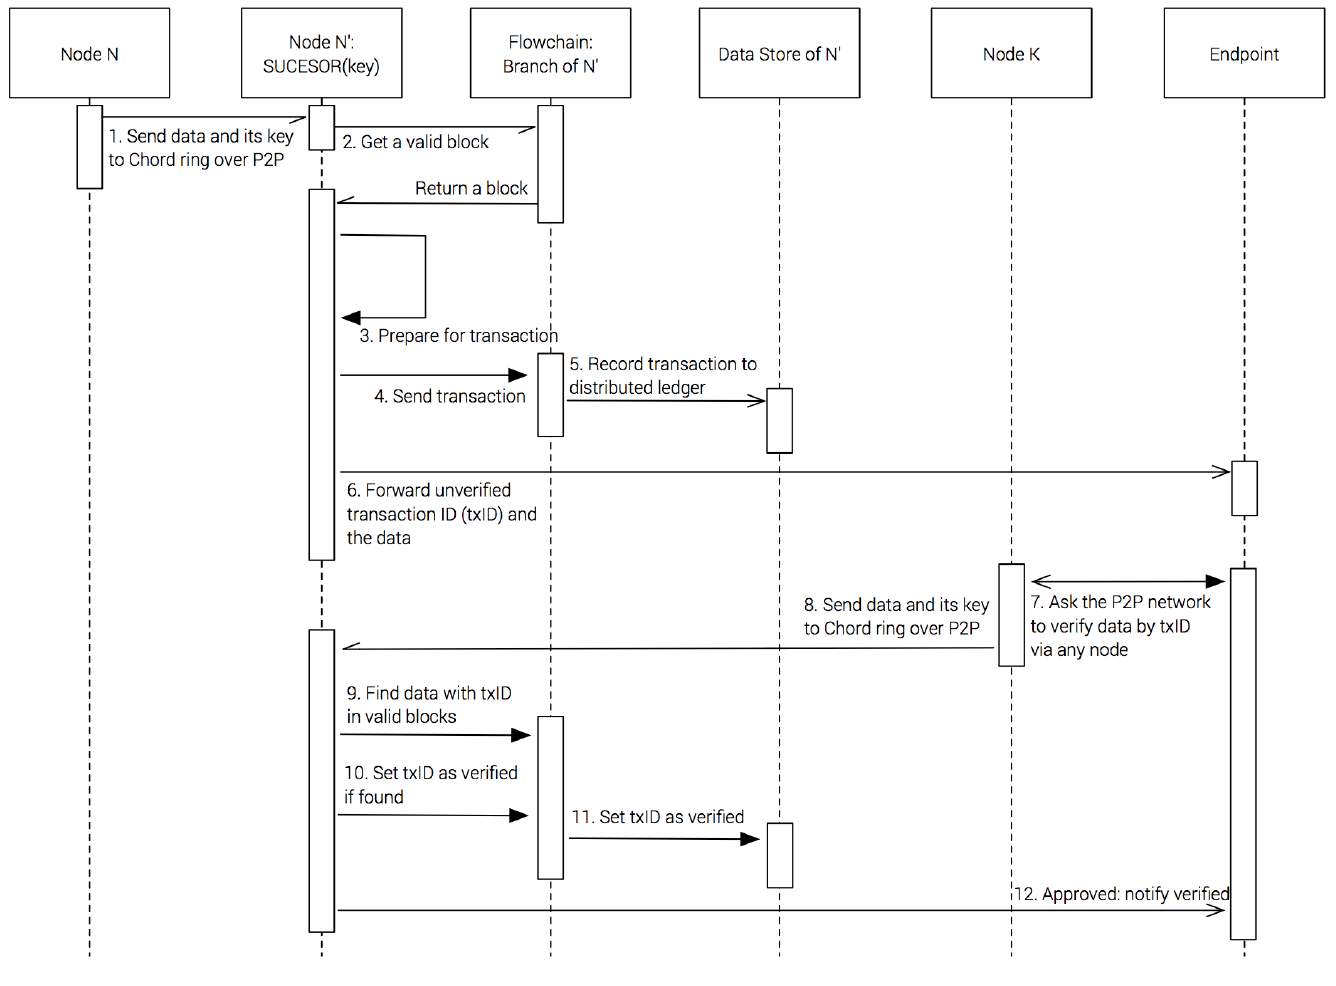 Node N
Node N':
SUCESOR(key)
Flowchain:
Branch of N'
Data Store of N'
Node K
Endpoint
1. Send data and its key
to Chord ring over P2P
2. Get a valid block
Return a block
3. Prepare for transaction
4. Send transaction
5. Record transaction to
distributed ledger
6. Forward unverified
transaction ID (txID) and
the data
7. Ask the P2P network
to verify data by txID
via any node
8. Send data and its key
to Chord ring over P2P
9. Find data with txID
in valid blocks
10. Set txID as verified
if found
11. Set txID as verified
12. Approved: notify verified